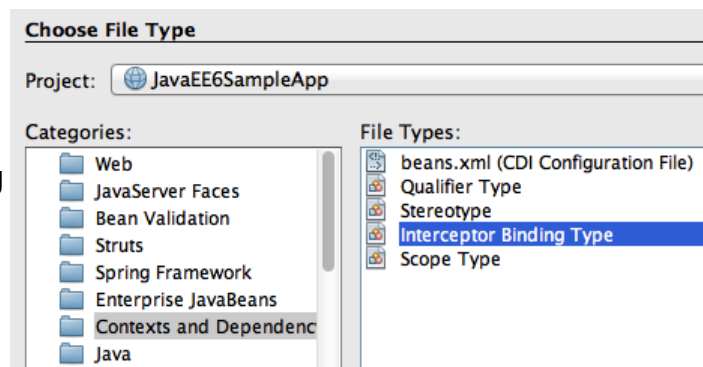 Choose File Type
Project: JavaEE6SampleApp
Categories:
Web
JavaServer Faces
Bean Validation
Struts
Spring Framework
Enterprise JavaBeans
Contexts and Dependenc
Java
File Types:
beans.xml (CDI Configuration File)
Qualifier Type
Stereotype
Interceptor Binding Type
Scope Type